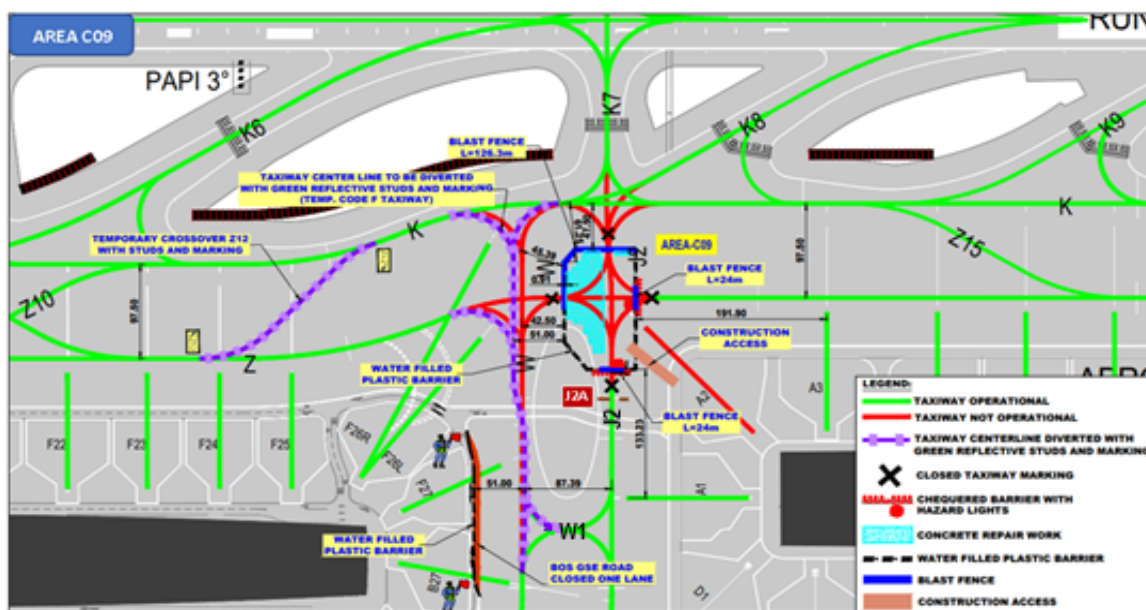 AREA C09
RUN
PAPI 3°
K6
K7
K8
K9
BLAST FENCE
L=126.3m
TAXIWAY CENTER LINE TO BE DIVERTED
WITH GREEN REFLECTIVE STUDS AND MARKING
(TEMP. CODE F TAXIWAY)
TEMPORARY CROSSOVER Z12
WITH STUDS AND MARKING
K
K
Z15
AREA-C09
J2
W
BLAST FENCE
L=24m
97.50
97.50
191.90
Z10
Z
42.50
51.00
W
CONSTRUCTION
ACCESS
WATER FILLED
PLASTIC BARRIER
J2A
J2
A2
A3
BLAST FENCE
L=24m
133.23
F22
F23
F24
F25
F26R
F26L
F27
51.00
87.39
A1
W1
WATER FILLED
PLASTIC BARRIER
BOS GSE ROAD
CLOSED ONE LANE
B27
D1
LEGEND:
TAXIWAY OPERATIONAL
TAXIWAY NOT OPERATIONAL
TAXIWAY CENTERLINE DIVERTED WITH
GREEN REFLECTIVE STUDS AND MARKING
CLOSED TAXIWAY MARKING
CHEQUERED BARRIER WITH
HAZARD LIGHTS
CONCRETE REPAIR WORK
WATER FILLED PLASTIC BARRIER
BLAST FENCE
CONSTRUCTION ACCESS